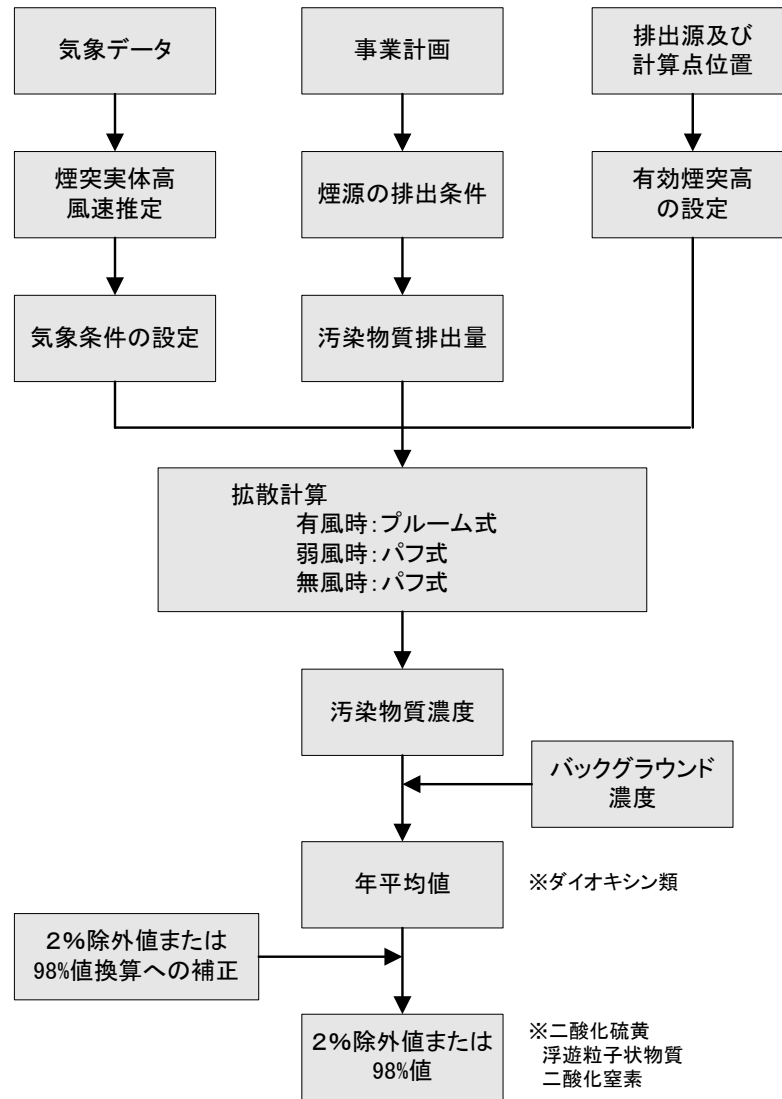 気象データ
事業計画
排出源及び
計算点位置
煙突実体高
風速推定
煙源の排出条件
有効煙突高
の設定
気象条件の設定
汚染物質排出量
拡散計算
有風時：プルーム式
弱風時：パフ式
無風時：パフ式
汚染物質濃度
バックグラウンド
濃度
年平均値
※ダイオキシン類
２％除外値または
98%値換算への補正
２％除外値または
98%値
※二酸化硫黄
浮遊粒子状物質
二酸化窒素